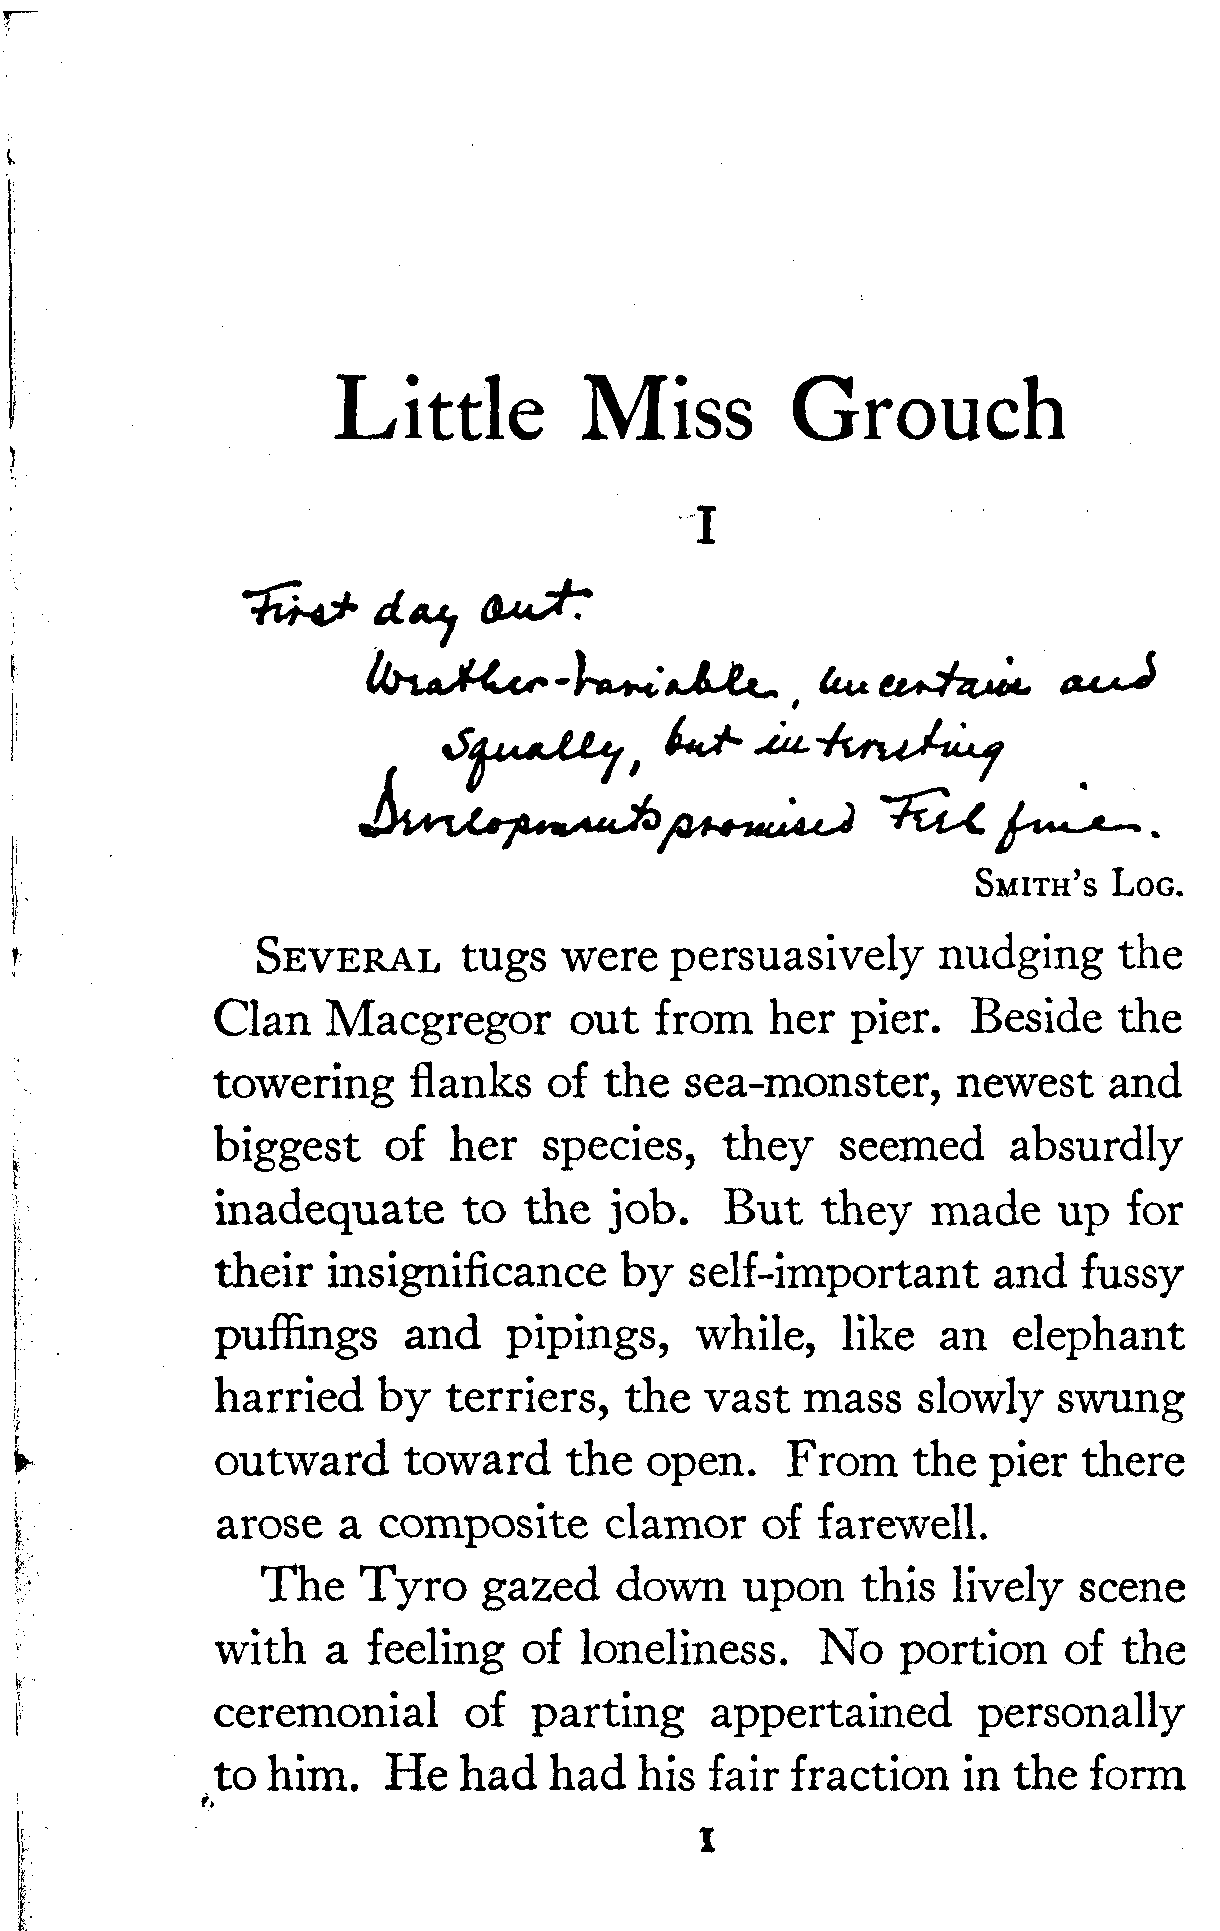 Little Miss Grouch
I
First day out.
Weather-Variable, uncertain and
Squally, but interesting
Developments promised Feel fine.
SMITH'S LOG.
SEVERAL tugs were persuasively nudging the
Clan Macgregor out from her pier. Beside the
towering flanks of the sea-monster, newest and
biggest of her species, they seemed absurdly
inadequate to the job. But they made up for
their insignificance by self-important and fussy
puffings and pipings, while, like an elephant
harried by terriers, the vast mass slowly swung
outward toward the open. From the pier there
arose a composite clamor of farewell.
The Tyro gazed down upon this lively scene
with a feeling of loneliness. No portion of the
ceremonial of parting appertained personally
to him. He had had his fair fraction in the form
1